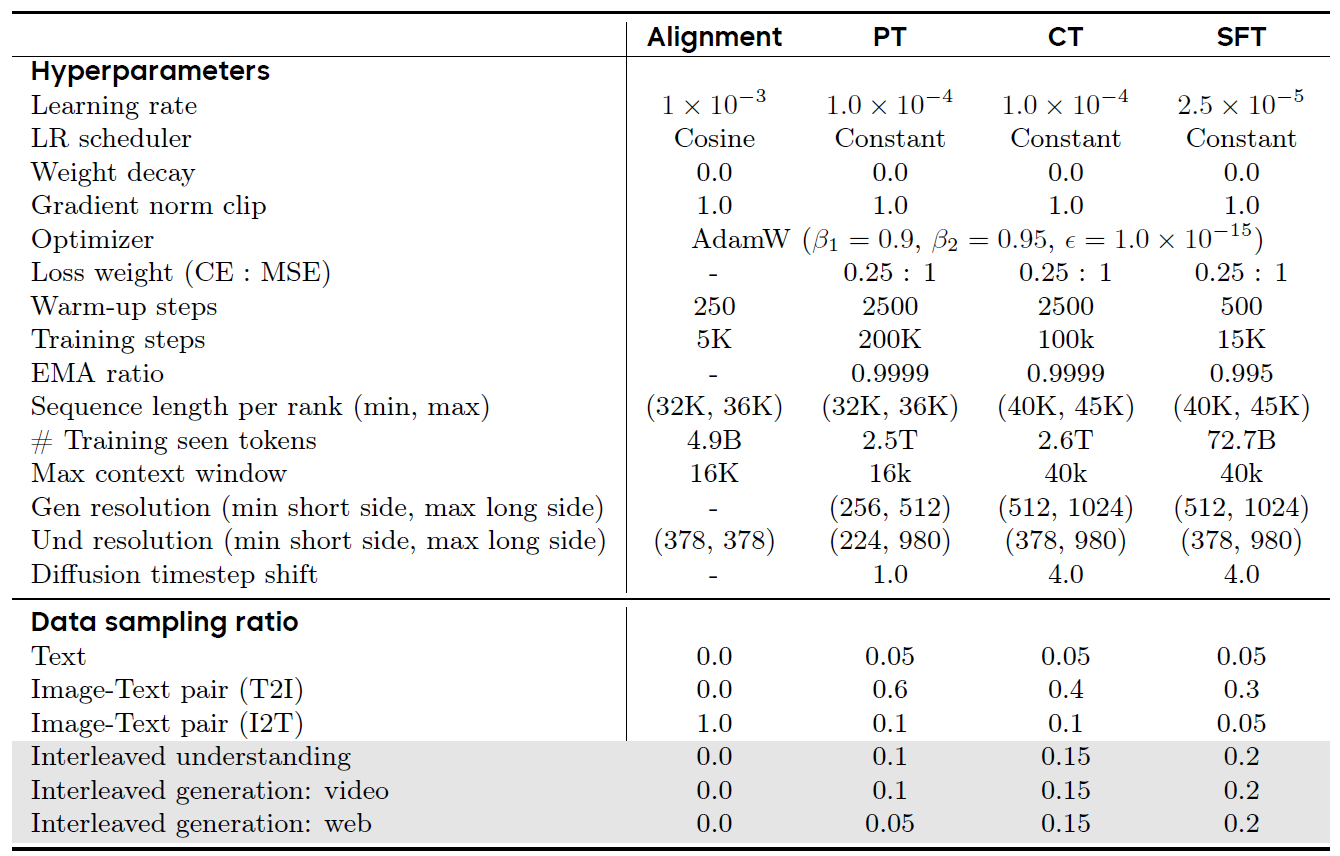 Alignment PT CT SFT
Hyperparameters
Learning rate 1 × 10⁻³ 1.0 × 10⁻⁴ 1.0 × 10⁻⁴ 2.5 × 10⁻⁵
LR scheduler Cosine Constant Constant Constant
Weight decay 0.0 0.0 0.0 0.0
Gradient norm clip 1.0 1.0 1.0 1.0
Optimizer AdamW (β₁ = 0.9, β₂ = 0.95, ϵ = 1.0 × 10⁻¹⁵)
Loss weight (CE : MSE) - 0.25 : 1 0.25 : 1 0.25 : 1
Warm-up steps 250 2500 2500 500
Training steps 5K 200K 100k 15K
EMA ratio - 0.9999 0.9999 0.995
Sequence length per rank (min, max) (32K, 36K) (32K, 36K) (40K, 45K) (40K, 45K)
# Training seen tokens 4.9B 2.5T 2.6T 72.7B
Max context window 16K 16k 40k 40k
Gen resolution (min short side, max long side) - (256, 512) (512, 1024) (512, 1024)
Und resolution (min short side, max long side) (378, 378) (224, 980) (378, 980) (378, 980)
Diffusion timestep shift - 1.0 4.0 4.0
Data sampling ratio
Text 0.0 0.05 0.05 0.05
Image-Text pair (T2I) 0.0 0.6 0.4 0.3
Image-Text pair (I2T) 1.0 0.1 0.1 0.05
Interleaved understanding 0.0 0.1 0.15 0.2
Interleaved generation: video 0.0 0.1 0.15 0.2
Interleaved generation: web 0.0 0.05 0.15 0.2